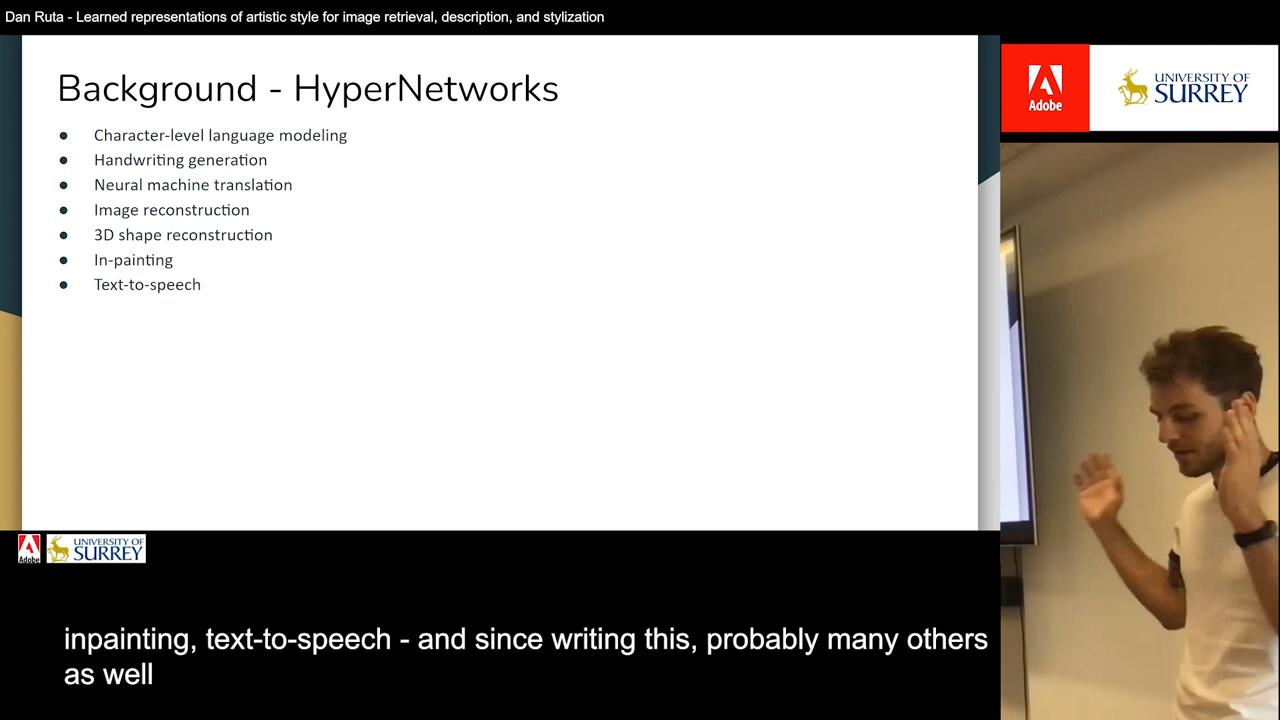 Dan Ruta - Learned representations of artistic style for image retrieval, description, and stylization
Background - HyperNetworks
● Character-level language modeling
● Handwriting generation
● Neural machine translation
● Image reconstruction
● 3D shape reconstruction
● In-painting
● Text-to-speech
Adobe
UNIVERSITY OF
SURREY
Adobe
UNIVERSITY OF
SURREY
inpainting, text-to-speech - and since writing this, probably many others
as well